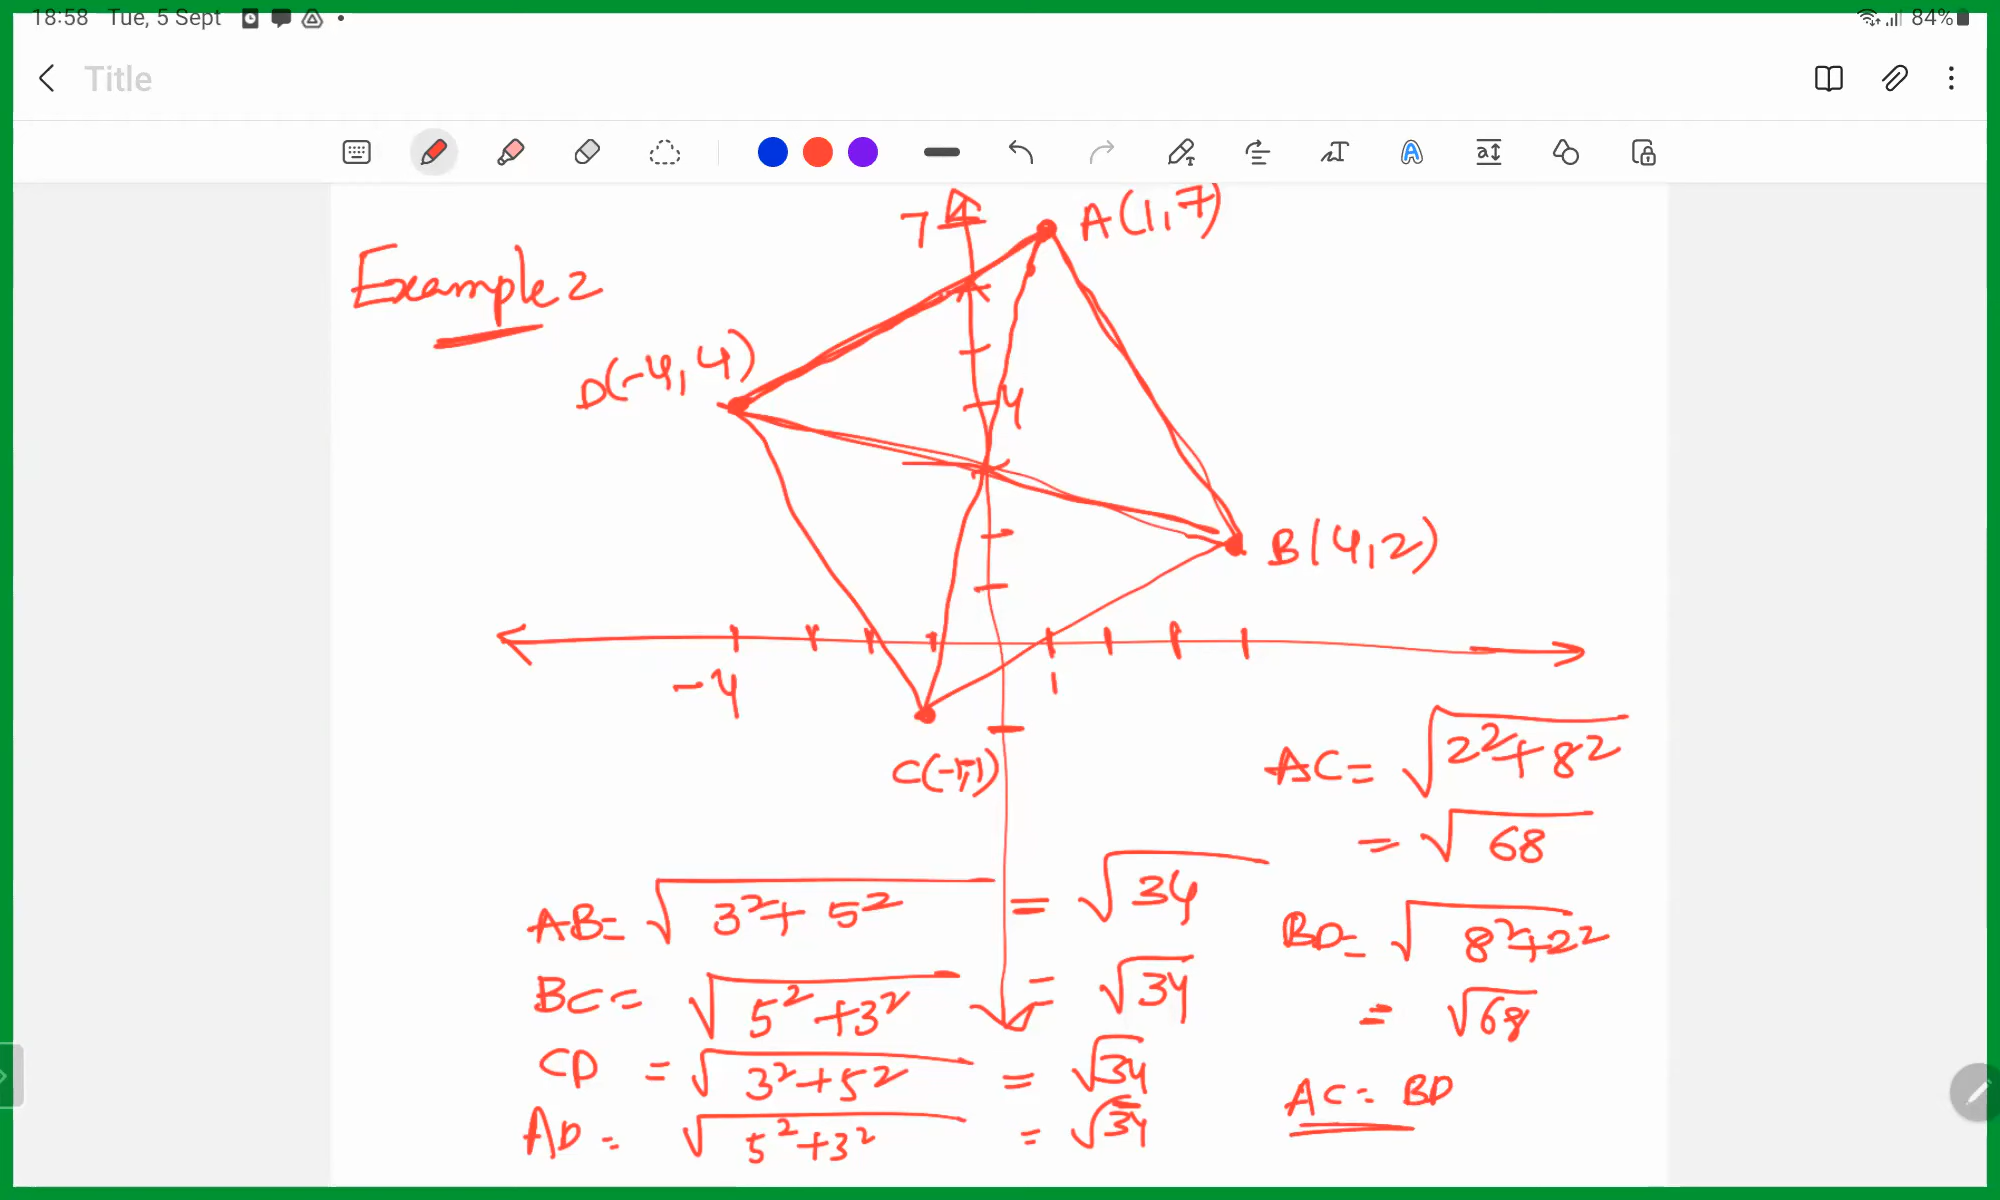 18:58 Tue, 5 Sept
84%
Title
7
A(1,7)
Example 2
D(-4, 4)
4
B(4,2)
-4
1
AC = √2²+8²
= √68
AB = √3²+5² = √34
BC = √5²+3² = √34
CD = √3²+5² = √34
AD = √5²+3² = √34
BD = √8²+2²
= √68
AC = BD